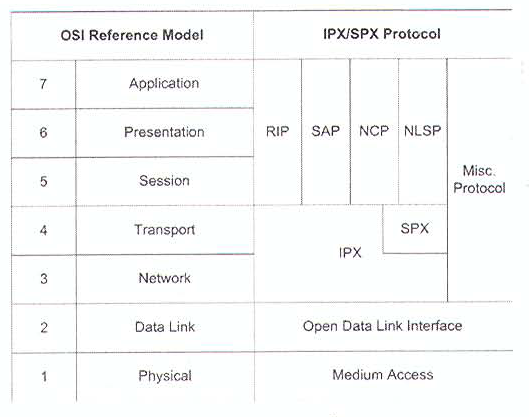 OSI Reference Model IPX/SPX Protocol
7 Application
6 Presentation RIP SAP NCP NLSP
Misc.
Protocol
5 Session
4 Transport SPX
IPX
3 Network
2 Data Link Open Data Link Interface
1 Physical Medium Access